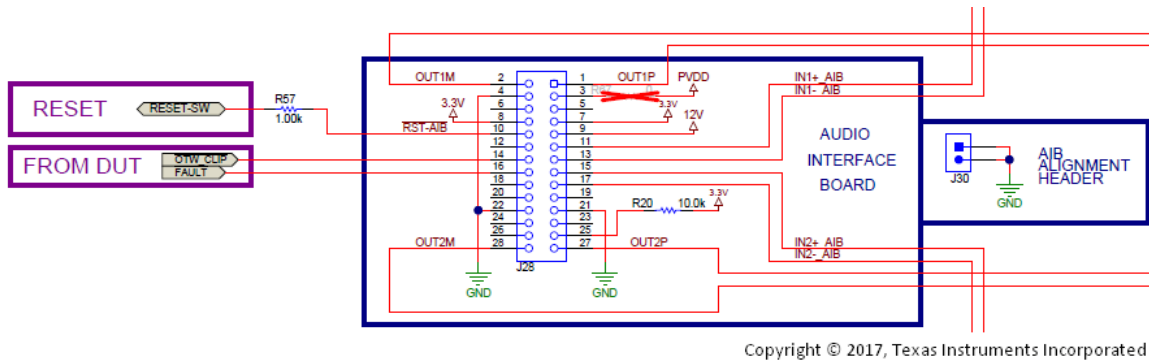 OUT1M 2 1 OUT1P PVDD IN1+_AIB
4 3 R87 0 IN1-_AIB
RESET RESET-SW R57 3.3V 6 5 3.3V
1.00k 8 7 12V
RST-AIB 10 9
12 11 AUDIO
FROM DUT OTW_CLIP 14 13 INTERFACE J30 AIB
FAULT 16 15 BOARD ALIGNMENT
18 17 HEADER
20 19 3.3V GND
22 21 R20 10.0k
24 23
26 25
OUT2M 28 27 OUT2P IN2+_AIB
J28 IN2-_AIB
GND GND
Copyright © 2017, Texas Instruments Incorporated